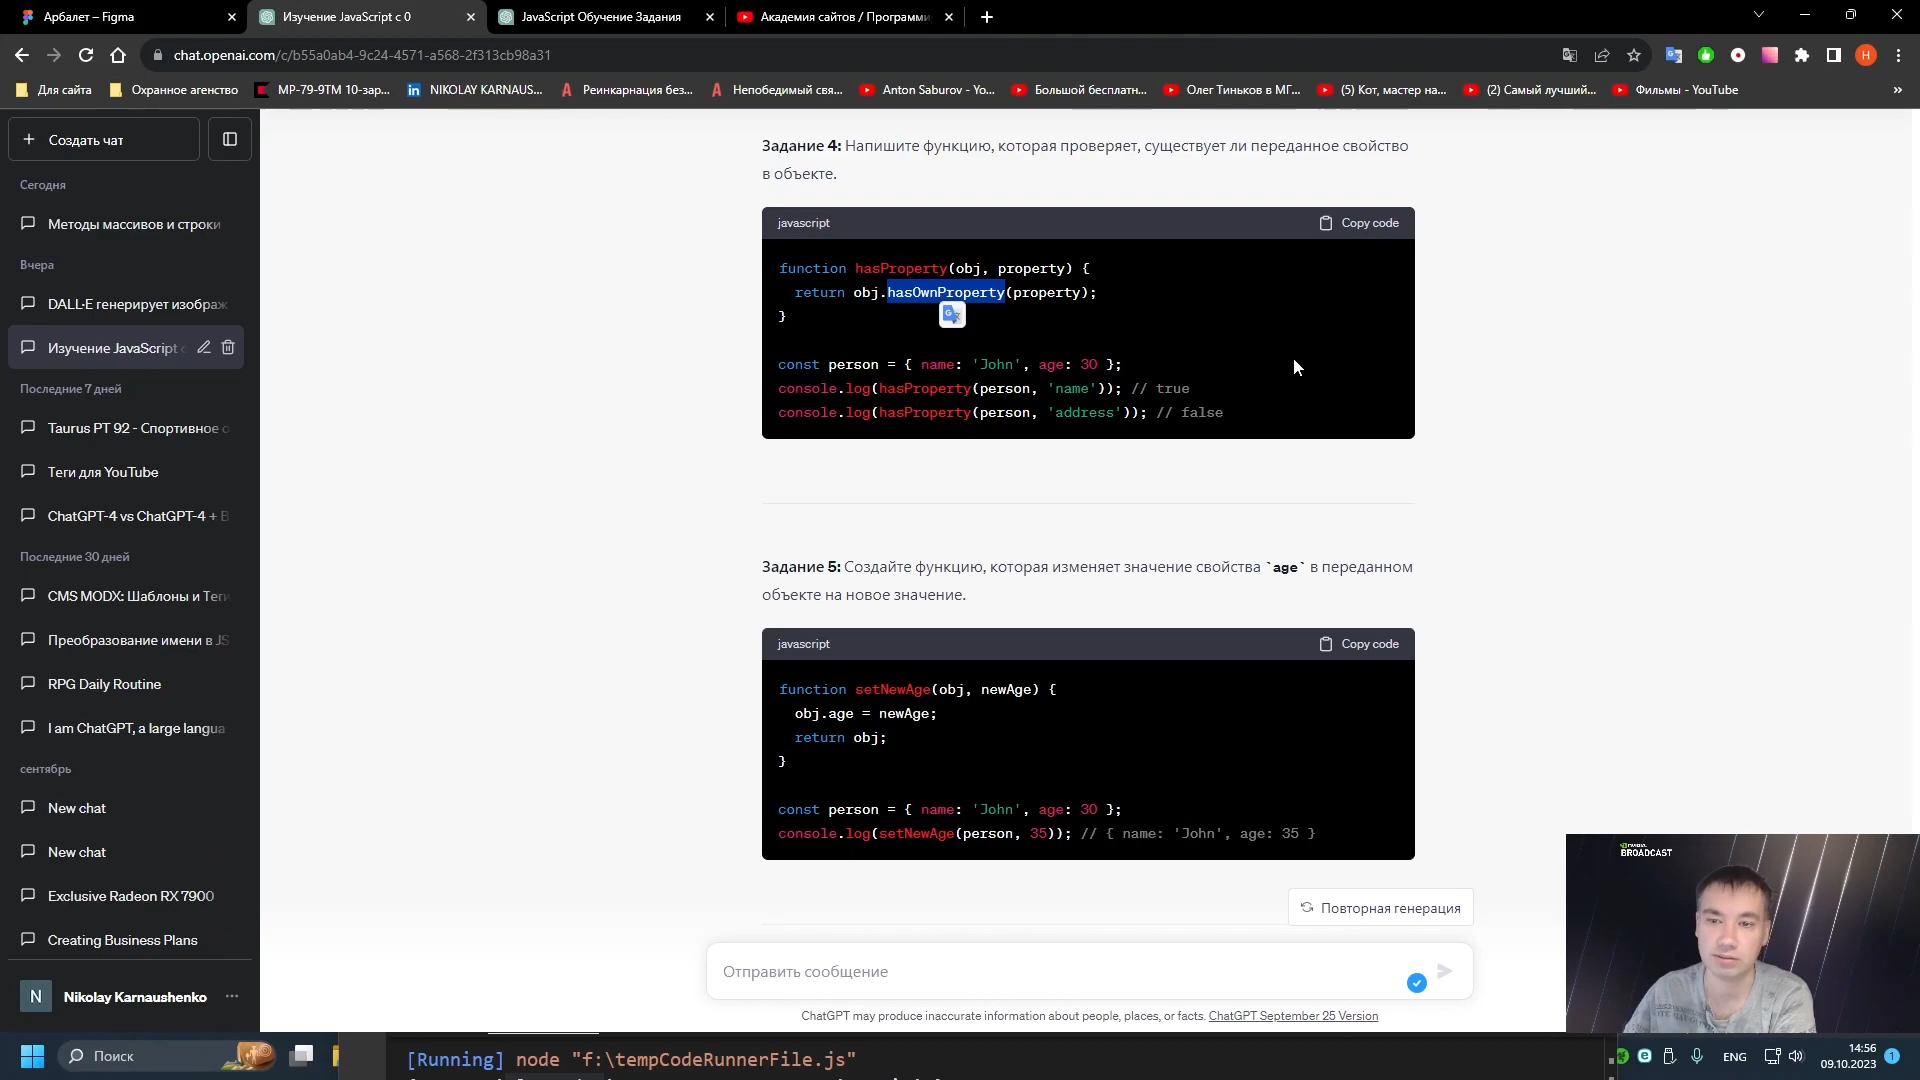 Арбалет – Figma
Изучение JavaScript с 0
JavaScript Обучение Задания
Академия сайтов / Программи
chat.openai.com/c/b55a0ab4-9c24-4571-a568-2f313cb98a31
Для сайта
Охранное агенство
MP-79-9TM 10-зар...
NIKOLAY KARNAUS...
Реинкарнация без...
Непобедимый свя...
Anton Saburov - Yo...
Большой бесплатн...
Олег Тиньков в МГ...
(5) Кот, мастер на...
(2) Самый лучший...
Фильмы - YouTube
Создать чат
Сегодня
Методы массивов и строки
Вчера
DALL·E генерирует изображ
Изучение JavaScript с
Последние 7 дней
Taurus PT 92 - Спортивное о
Теги для YouTube
ChatGPT-4 vs ChatGPT-4 + B
Последние 30 дней
CMS MODX: Шаблоны и Теги
Преобразование имени в JS
RPG Daily Routine
I am ChatGPT, a large langua
сентябрь
New chat
New chat
Exclusive Radeon RX 7900
Creating Business Plans
N
Nikolay Karnaushenko
Задание 4: Напишите функцию, которая проверяет, существует ли переданное свойство
в объекте.
javascript
Copy code
function hasProperty(obj, property) {
return obj.hasOwnProperty(property);
}
const person = { name: 'John', age: 30 };
console.log(hasProperty(person, 'name')); // true
console.log(hasProperty(person, 'address')); // false
Задание 5: Создайте функцию, которая изменяет значение свойства `age` в переданном
объекте на новое значение.
javascript
Copy code
function setNewAge(obj, newAge) {
obj.age = newAge;
return obj;
}
const person = { name: 'John', age: 30 };
console.log(setNewAge(person, 35)); // { name: 'John', age: 35 }
Повторная генерация
Отправить сообщение
ChatGPT may produce inaccurate information about people, places, or facts. ChatGPT September 25 Version
NVIDIA
BROADCAST
Поиск
[Running] node "f:\tempCodeRunnerFile.js"
ENG
14:56
09.10.2023
1